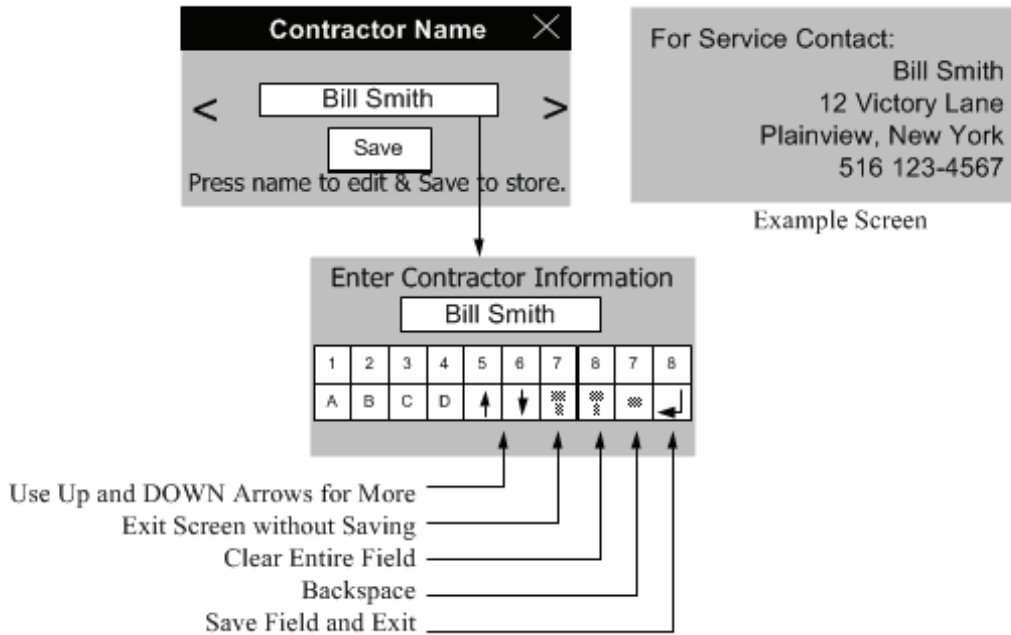 Contractor Name
< Bill Smith >
Save
Press name to edit & Save to store.
For Service Contact:
Bill Smith
12 Victory Lane
Plainview, New York
516 123-4567
Example Screen
Enter Contractor Information
Bill Smith
1 2 3 4 5 6 7 8 7 8
A B C D
Use Up and DOWN Arrows for More
Exit Screen without Saving
Clear Entire Field
Backspace
Save Field and Exit